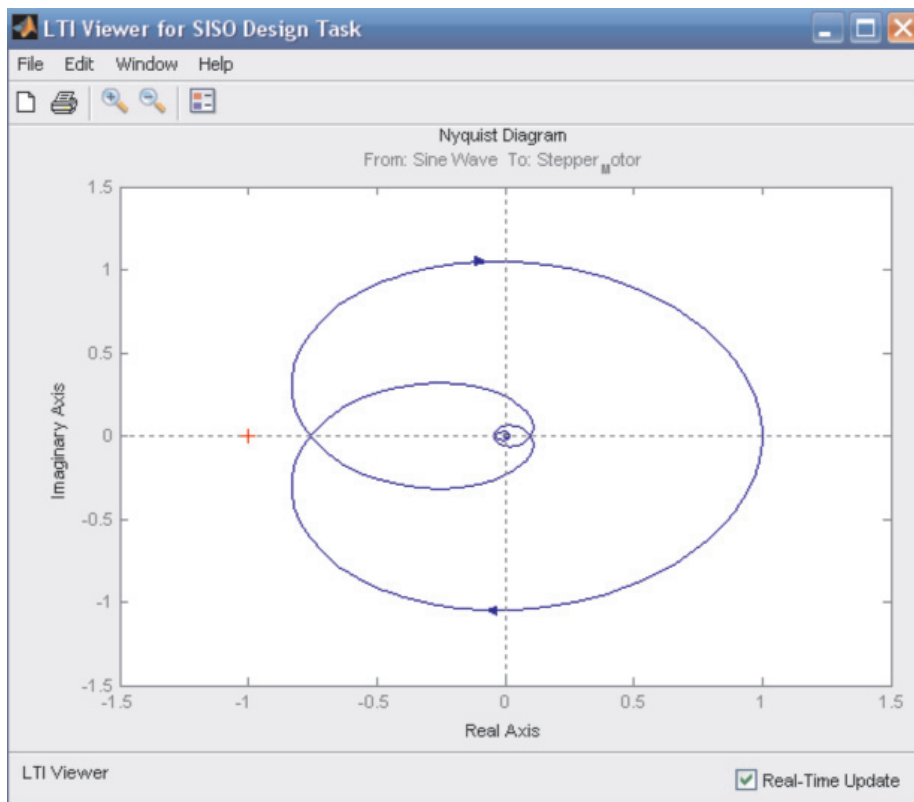 LTI Viewer for SISO Design Task
File Edit Window Help
Nyquist Diagram
From: Sine Wave To: Stepper_Motor
1.5
1
0.5
0
-0.5
-1
-1.5
Imaginary Axis
-1.5 -1 -0.5 0 0.5 1 1.5
Real Axis
LTI Viewer
Real-Time Update